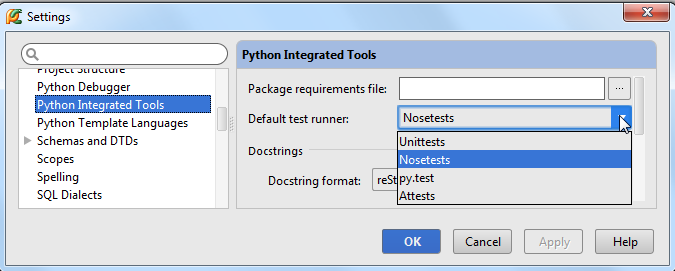 Settings
Project Structure
Python Debugger
Python Integrated Tools
Python Template Languages
Schemas and DTDs
Scopes
Spelling
SQL Dialects
Python Integrated Tools
Package requirements file:
...
Default test runner:
Nosetests
Unittests
Nosetests
py.test
Attests
Docstrings
Docstring format:
reSt
OK
Cancel
Apply
Help